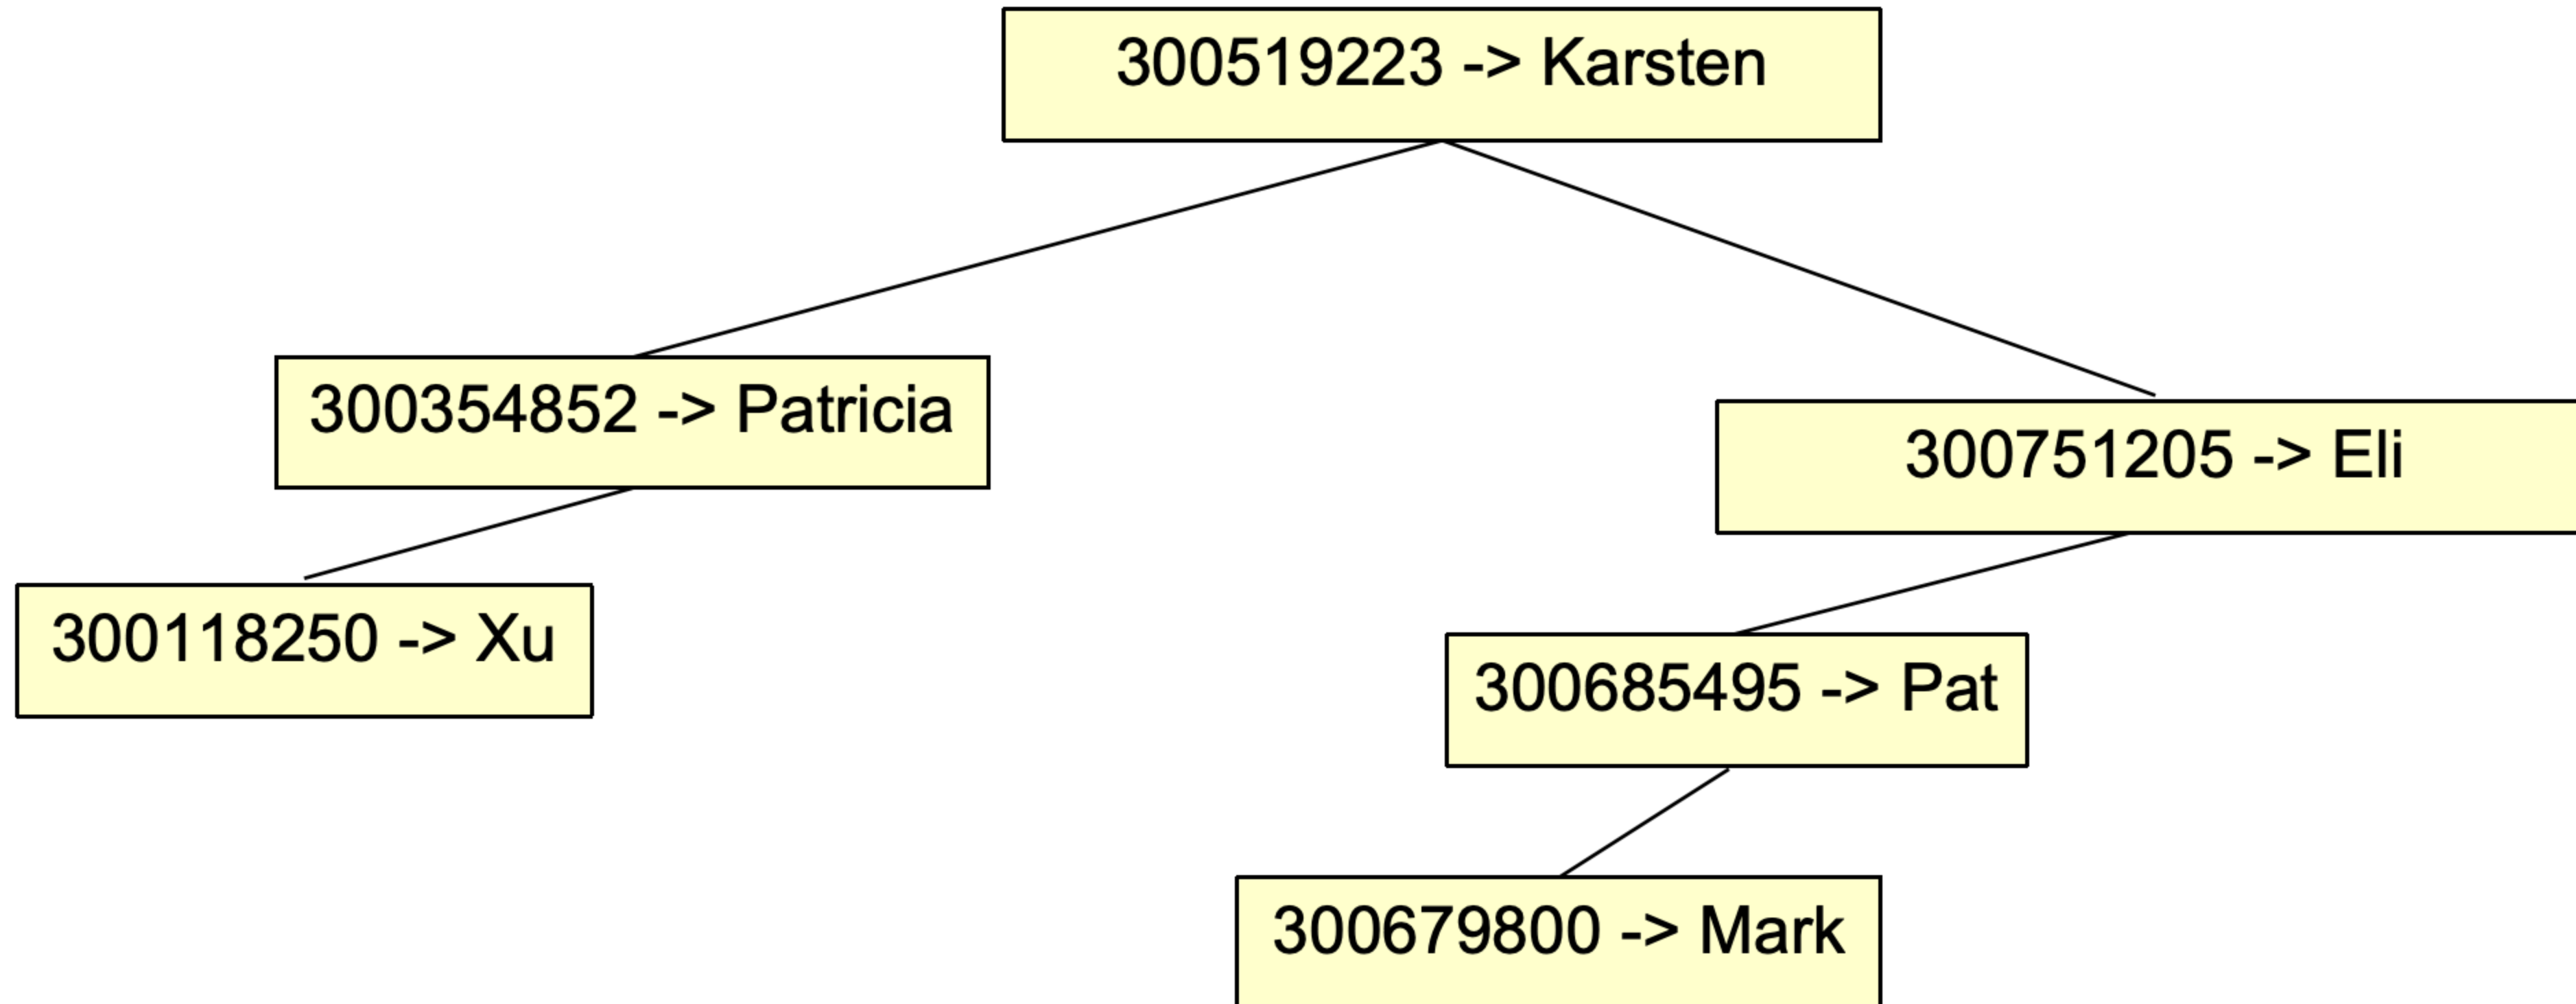 300519223 -> Karsten
300354852 -> Patricia
300751205 -> Eli
300118250 -> Xu
300685495 -> Pat
300679800 -> Mark